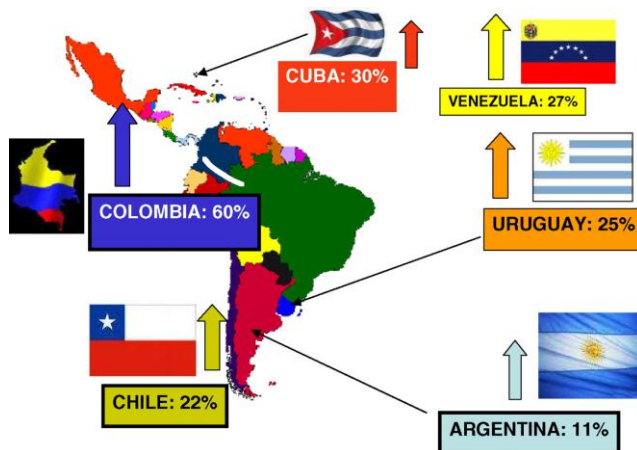 CUBA: 30%
VENEZUELA: 27%
COLOMBIA: 60%
URUGUAY: 25%
CHILE: 22%
ARGENTINA: 11%